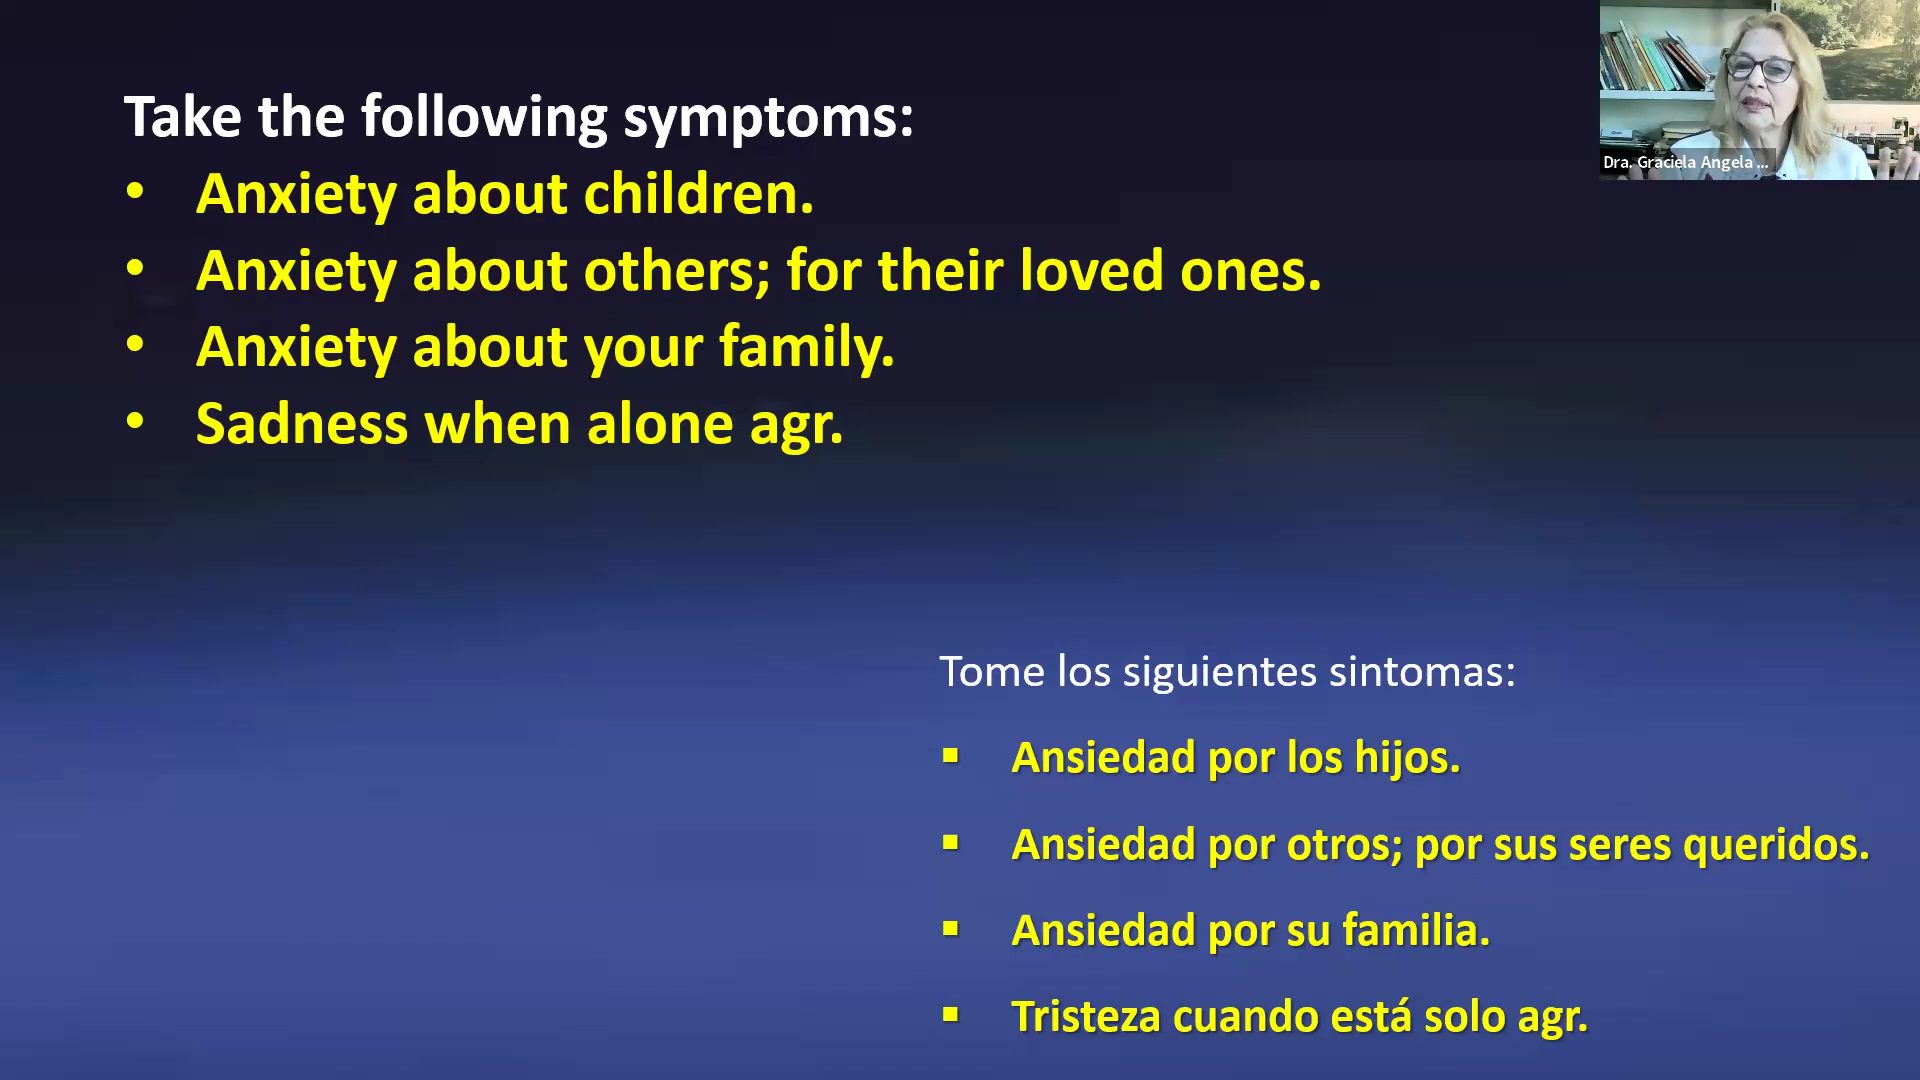 Take the following symptoms:
• Anxiety about children.
• Anxiety about others; for their loved ones.
• Anxiety about your family.
• Sadness when alone agr.
Dra. Graciela Angela ...
Tome los siguientes sintomas:
▪ Ansiedad por los hijos.
▪ Ansiedad por otros; por sus seres queridos.
▪ Ansiedad por su familia.
▪ Tristeza cuando está solo agr.